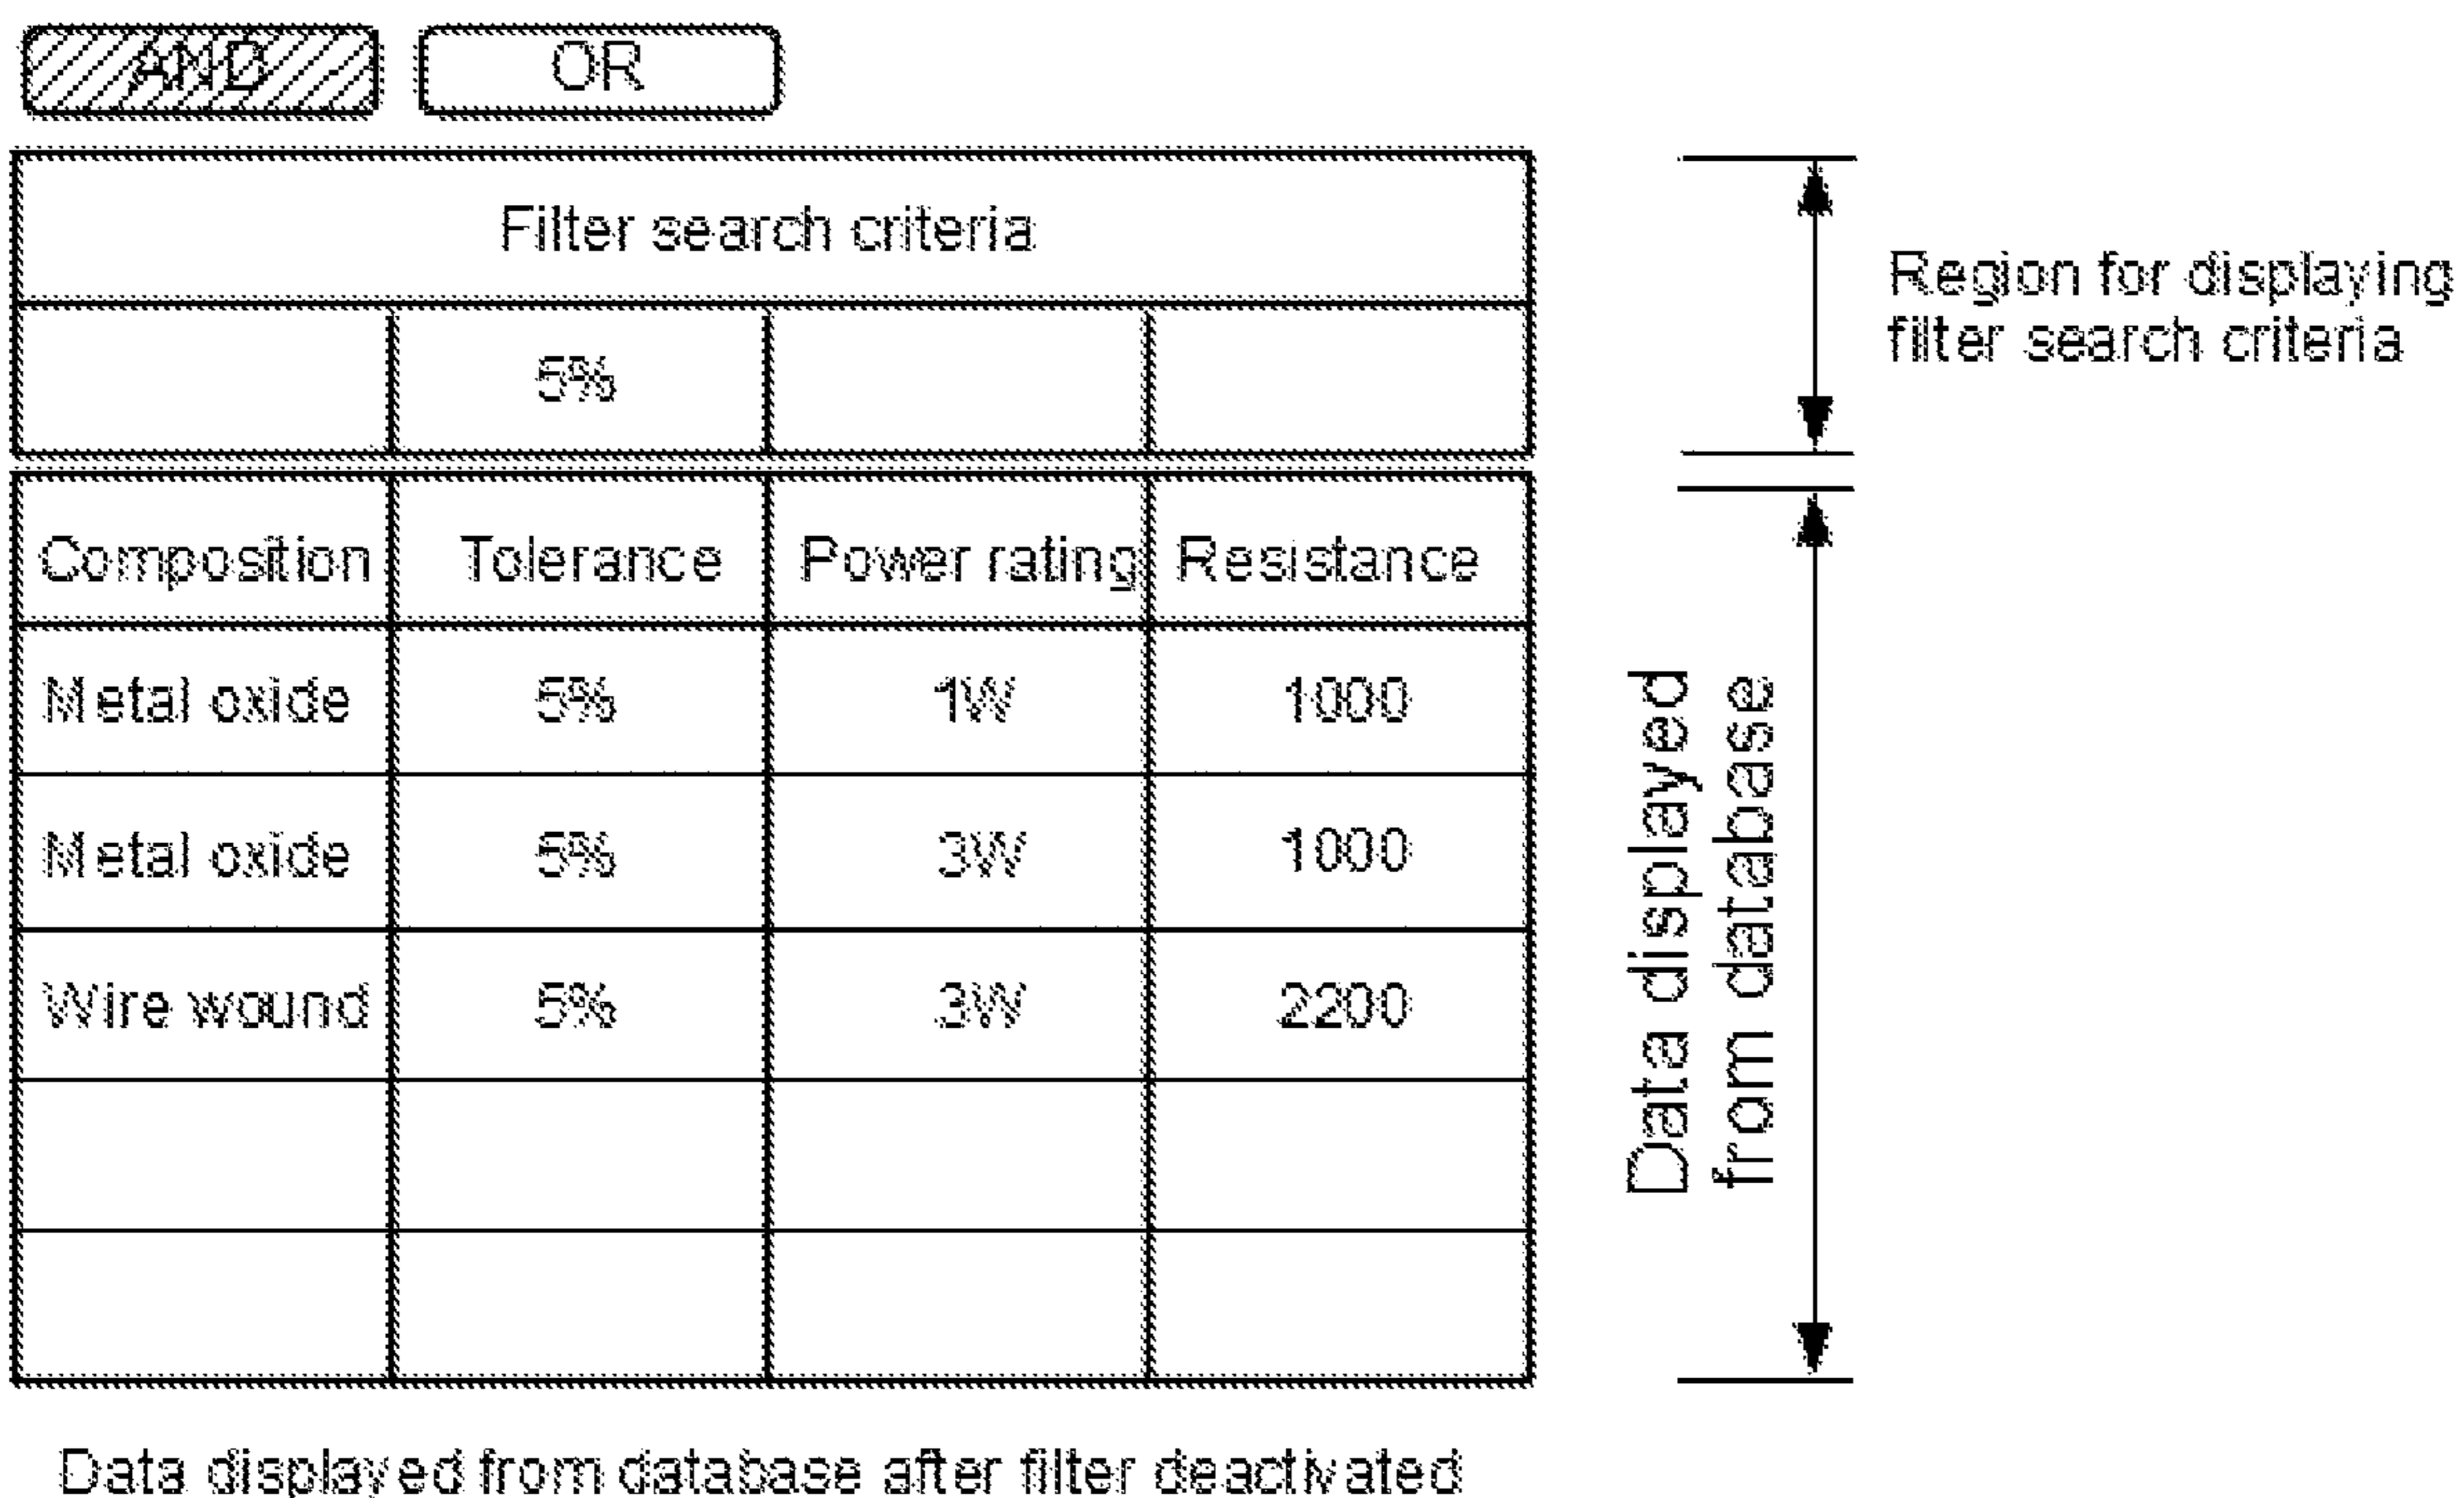 AND OR
Filter search criteria
5%
Region for displaying
filter search criteria
Composition Tolerance Power rating Resistance
Metal oxide 5% 1W 1000
Metal oxide 5% 3W 1000
Wire wound 5% 3W 2200
Data displayed
from database
Data displayed from database after filter deactivated